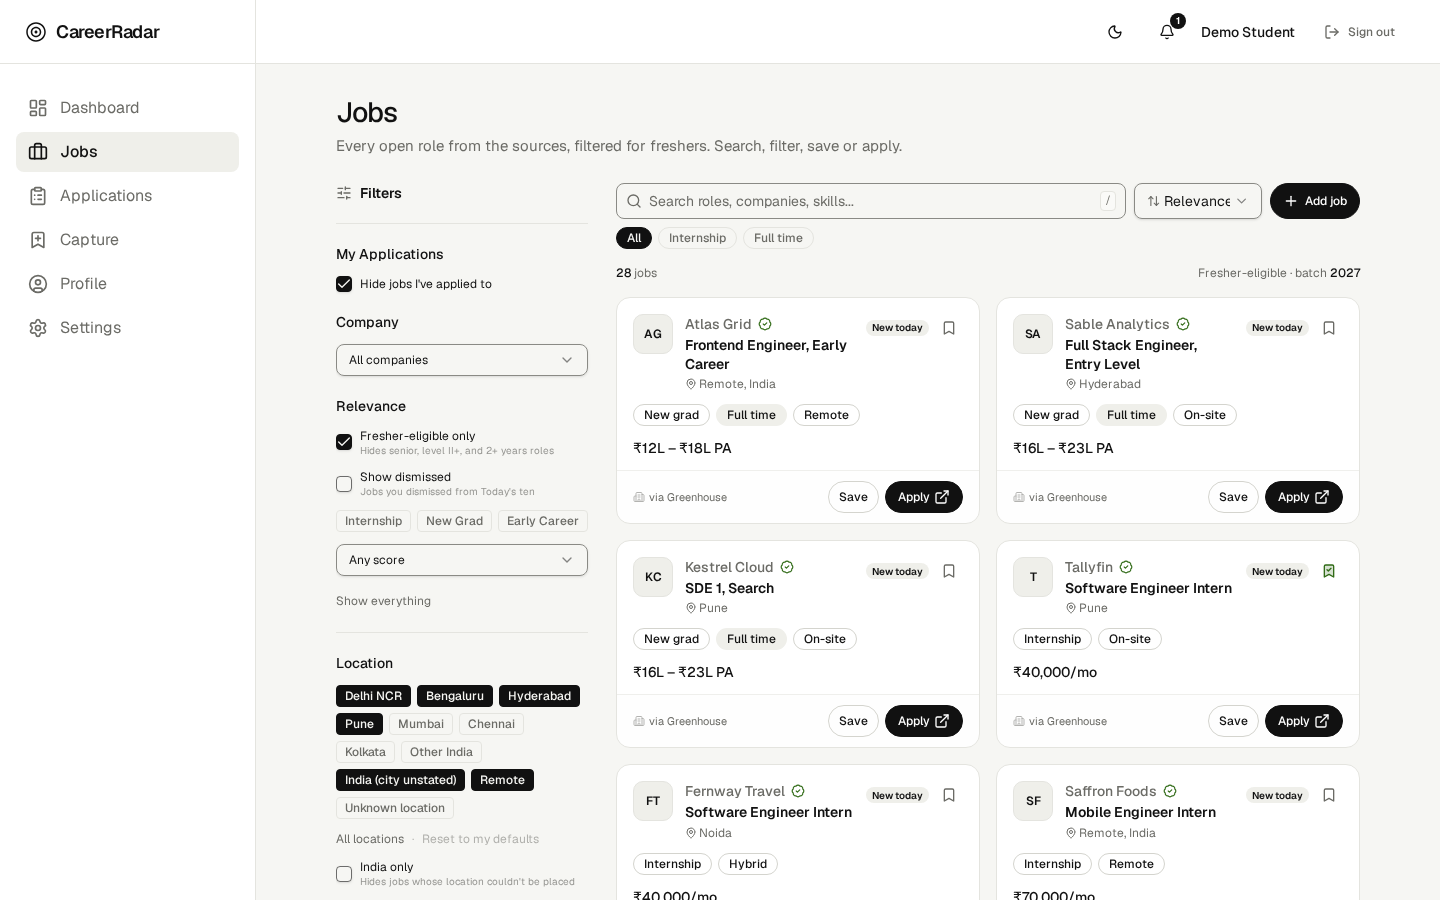 CareerRadar
1
Demo Student
Sign out
Dashboard
Jobs
Applications
Capture
Profile
Settings
Jobs
Every open role from the sources, filtered for freshers. Search, filter, save or apply.
Filters
My Applications
Hide jobs I've applied to
Company
All companies
Relevance
Fresher-eligible only
Hides senior, level II+, and 2+ years roles
Show dismissed
Jobs you dismissed from Today's ten
Internship New Grad Early Career
Any score
Show everything
Location
Delhi NCR Bengaluru Hyderabad
Pune Mumbai Chennai
Kolkata Other India
India (city unstated) Remote
Unknown location
All locations · Reset to my defaults
India only
Hides jobs whose location couldn't be placed
Search roles, companies, skills... /
Relevance
Add job
All Internship Full time
28 jobs
Fresher-eligible · batch 2027
AG
Atlas Grid
New today
Frontend Engineer, Early
Career
Remote, India
New grad Full time Remote
₹12L – ₹18L PA
via Greenhouse
Save
Apply
SA
Sable Analytics
New today
Full Stack Engineer,
Entry Level
Hyderabad
New grad Full time On-site
₹16L – ₹23L PA
via Greenhouse
Save
Apply
KC
Kestrel Cloud
New today
SDE 1, Search
Pune
New grad Full time On-site
₹16L – ₹23L PA
via Greenhouse
Save
Apply
T
Tallyfin
New today
Software Engineer Intern
Pune
Internship On-site
₹40,000/mo
via Greenhouse
Save
Apply
FT
Fernway Travel
New today
Software Engineer Intern
Noida
Internship Hybrid
₹40,000/mo
SF
Saffron Foods
New today
Mobile Engineer Intern
Remote, India
Internship Remote
₹70,000/mo